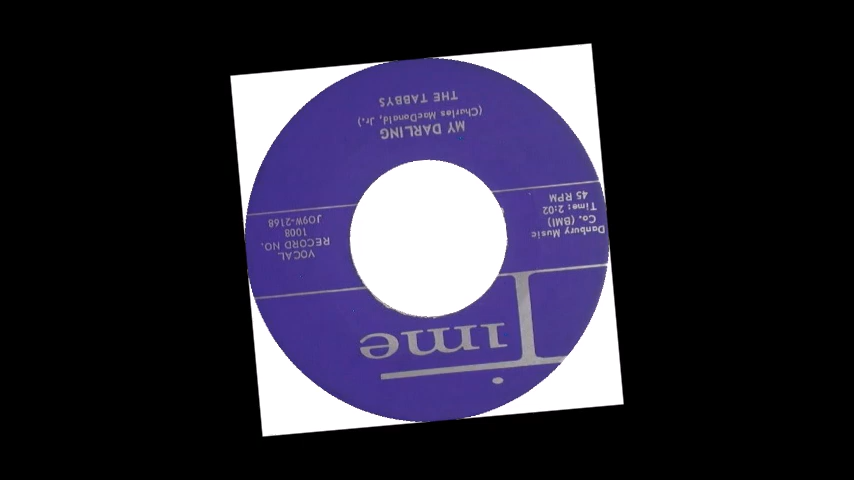 Time
Danbury Music
Co. (BMI)
Time: 2:02
45 RPM
VOCAL
RECORD NO.
1008
JO9W-2168
MY DARLING
(Charles MacDonald, Jr.)
THE TABBYS